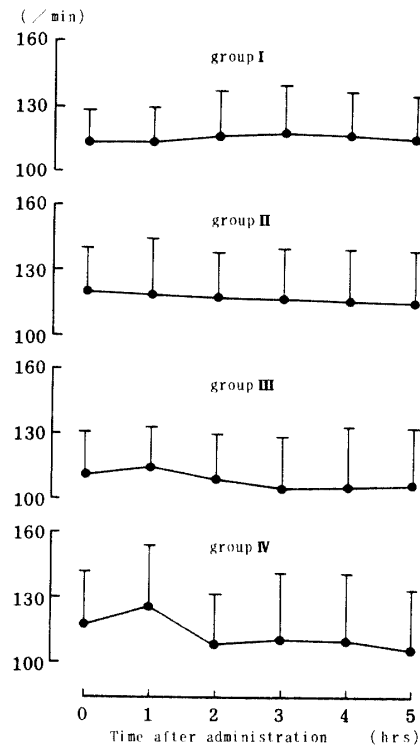 (／min)
160
group I
130
100
160
group II
130
100
160
group III
130
100
160
group IV
130
100
0 1 2 3 4 5
Time after administration (hrs)